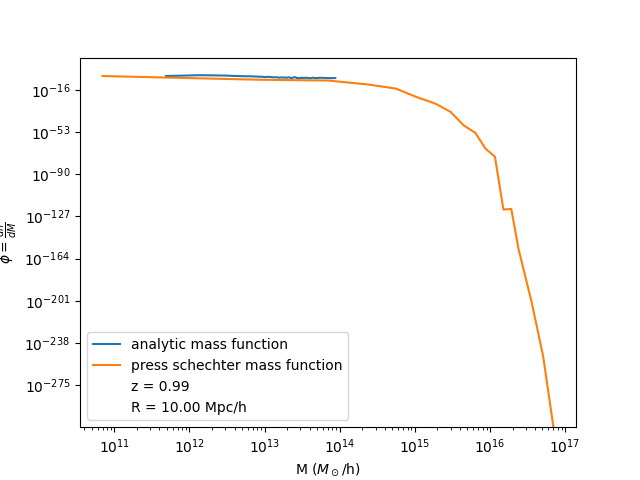 10^{-16}
10^{-53}
10^{-90}
10^{-127}
10^{-164}
10^{-201}
10^{-238}
10^{-275}
ϕ = \frac{dn}{dM}
analytic mass function
press schechter mass function
z = 0.99
R = 10.00 Mpc/h
10^{11} 10^{12} 10^{13} 10^{14} 10^{15} 10^{16} 10^{17}
M (M_⊙/h)